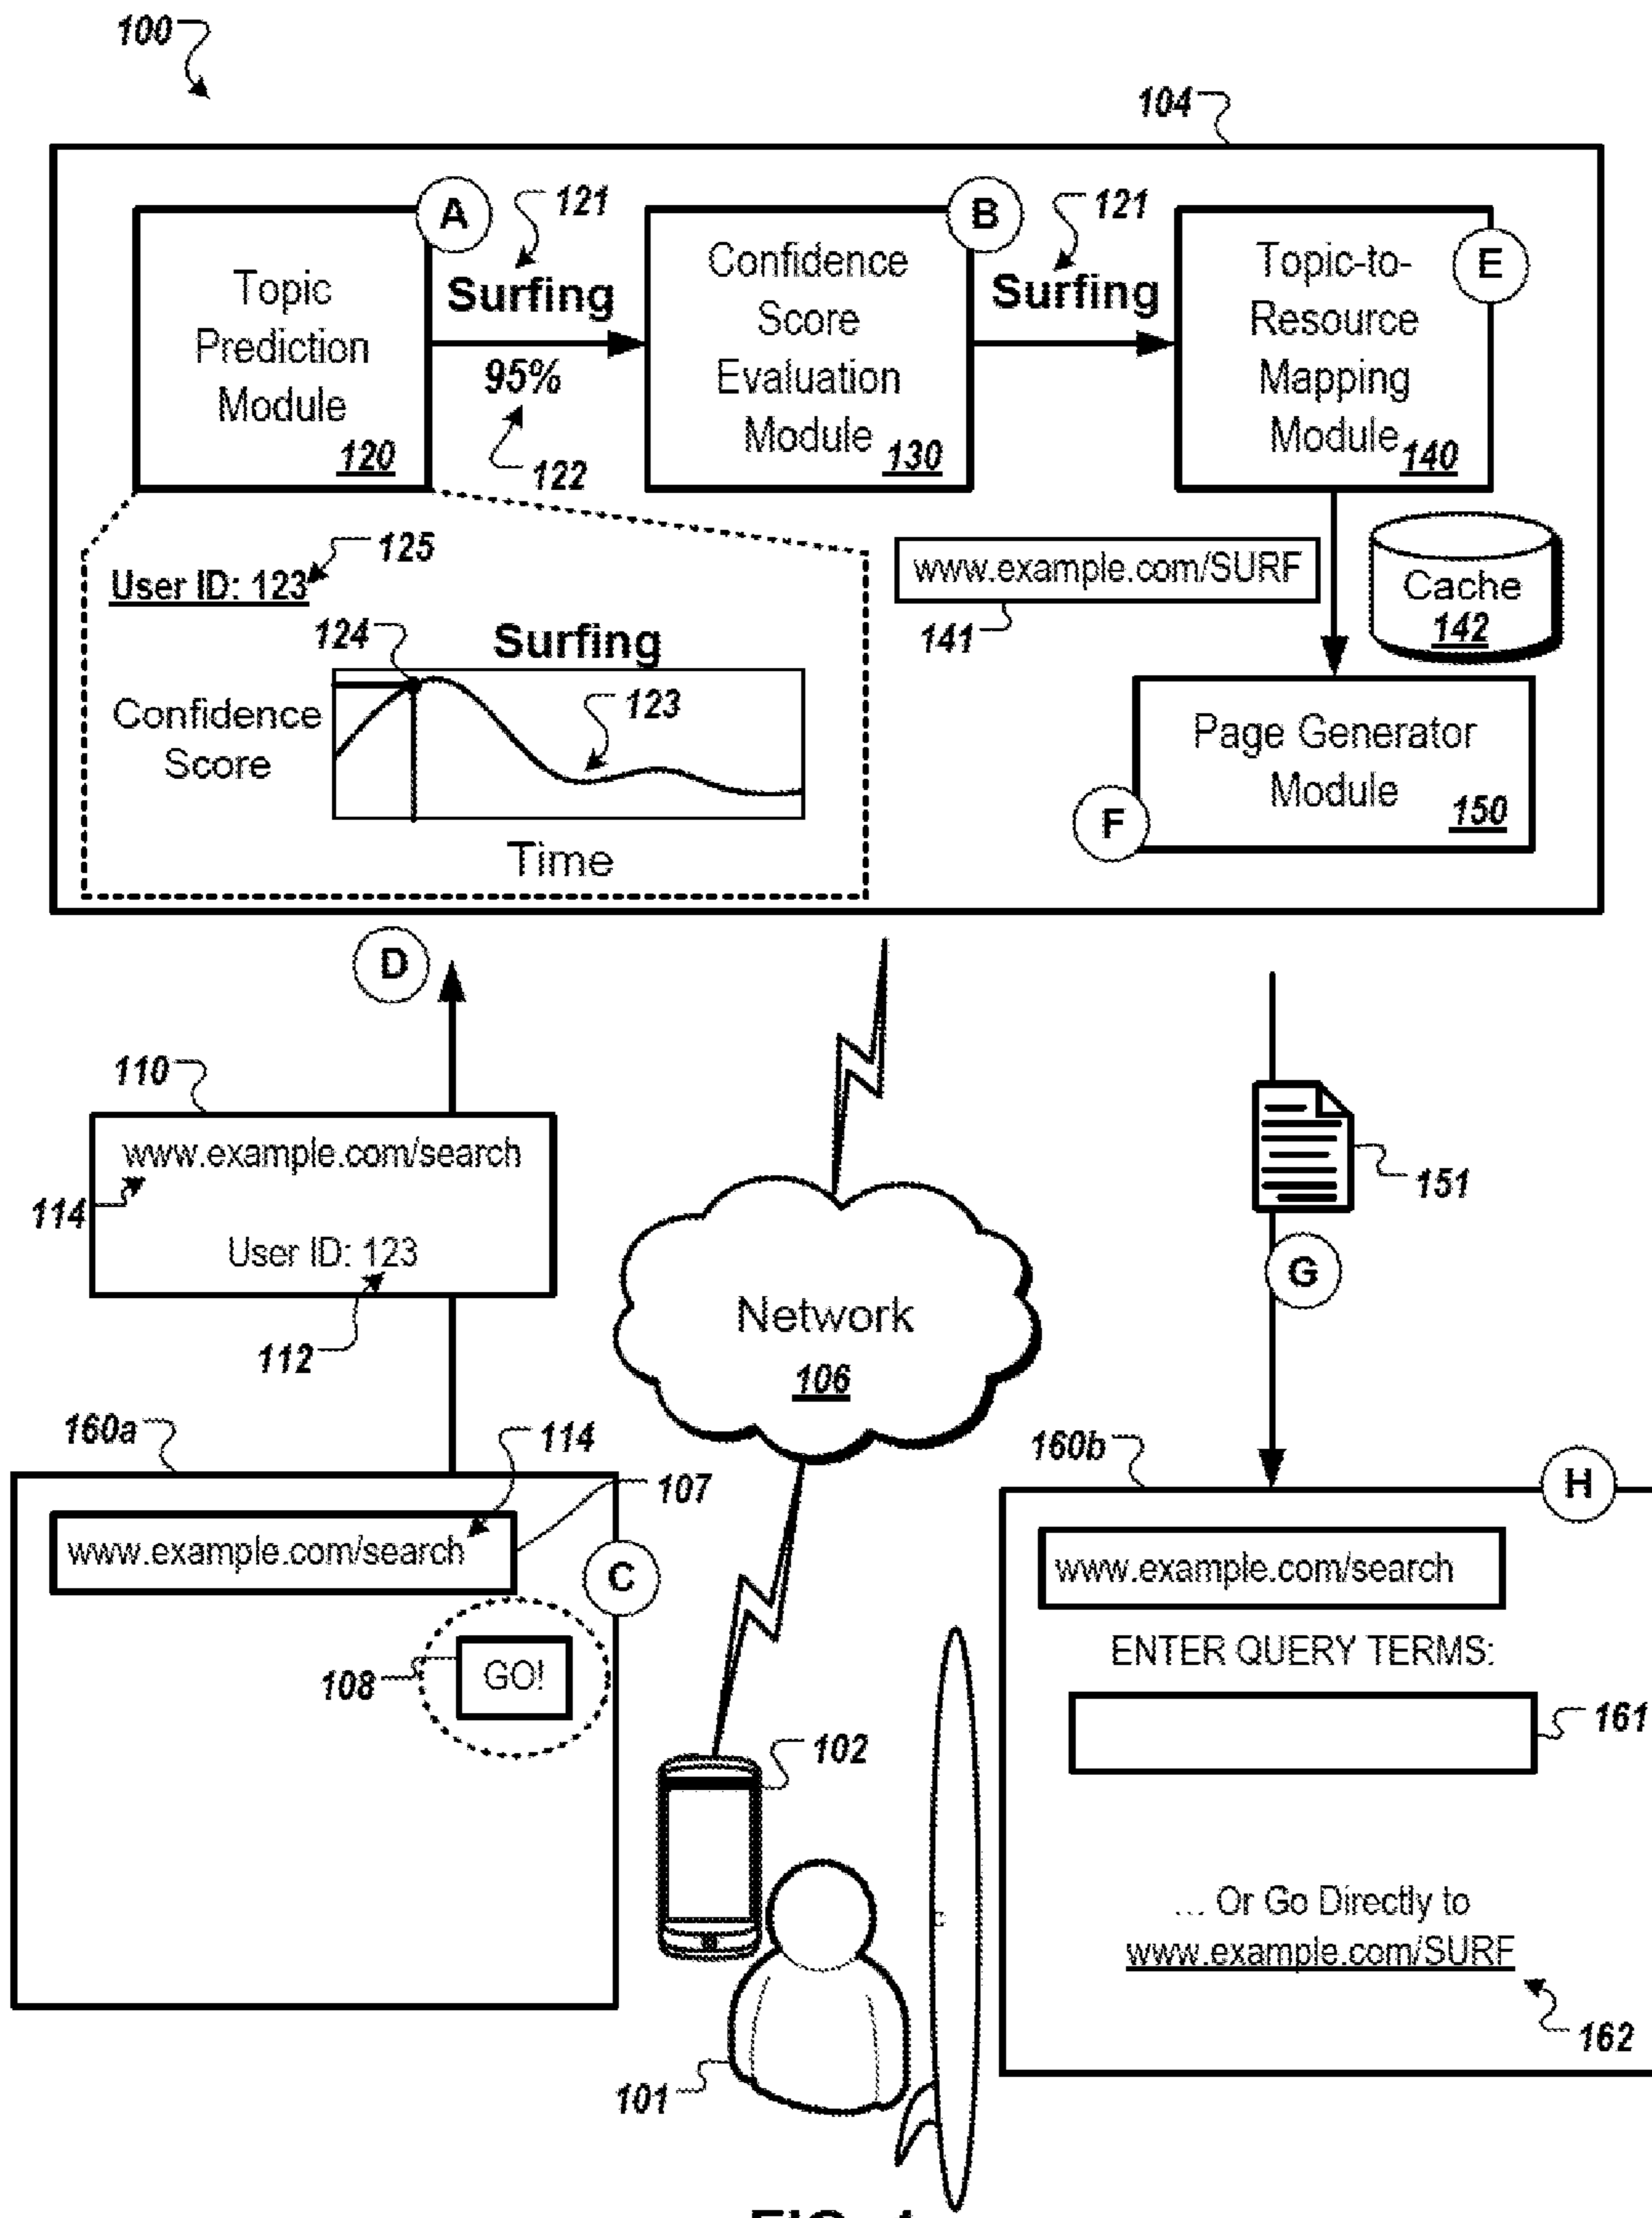 100
104
A
121
B
121
E
Topic
Prediction
Module
120
Surfing
95%
122
Confidence
Score
Evaluation
Module
130
Surfing
Topic-to-
Resource
Mapping
Module
140
User ID: 123
125
124
Surfing
123
Confidence
Score
Time
www.example.com/SURF
141
Cache
142
Page Generator
Module
150
F
D
110
www.example.com/search
114
User ID: 123
112
Network
106
151
G
160a
114
107
www.example.com/search
C
108
GO!
102
101
160b
H
www.example.com/search
ENTER QUERY TERMS:
161
... Or Go Directly to
www.example.com/SURF
162